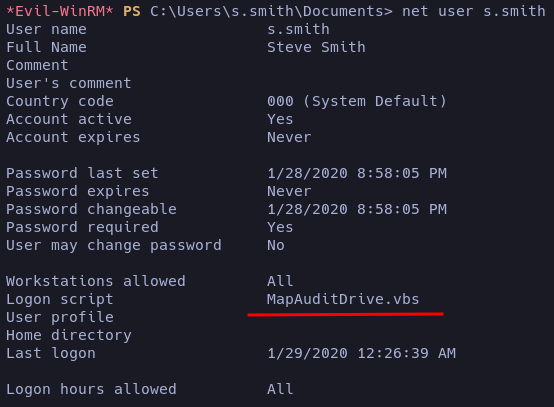 *Evil-WinRM* PS C:\Users\s.smith\Documents> net user s.smith
User name                    s.smith
Full Name                    Steve Smith
Comment
User's comment
Country code                 000 (System Default)
Account active               Yes
Account expires              Never
Password last set            1/28/2020 8:58:05 PM
Password expires             Never
Password changeable          1/28/2020 8:58:05 PM
Password required            Yes
User may change password     No
Workstations allowed         All
Logon script                 MapAuditDrive.vbs
User profile
Home directory
Last logon                   1/29/2020 12:26:39 AM
Logon hours allowed          All